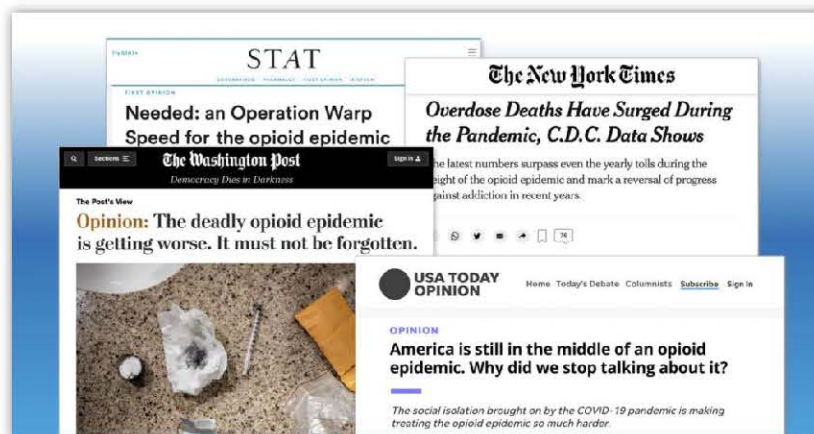 STAT
FIRST OPINION
Needed: an Operation Warp
Speed for the opioid epidemic
The New York Times
Overdose Deaths Have Surged During
the Pandemic, C.D.C. Data Shows
he latest numbers surpass even the yearly tolls during the
eight of the opioid epidemic and mark a reversal of progress
gainst addiction in recent years.
Sections
The Washington Post
Sign in
Democracy Dies in Darkness
The Post's View
Opinion: The deadly opioid epidemic
is getting worse. It must not be forgotten.
USA TODAY
OPINION
Home Today's Debate Columnists Subscribe Sign In
OPINION
America is still in the middle of an opioid
epidemic. Why did we stop talking about it?
The social isolation brought on by the COVID-19 pandemic is making
treating the opioid epidemic so much harder.